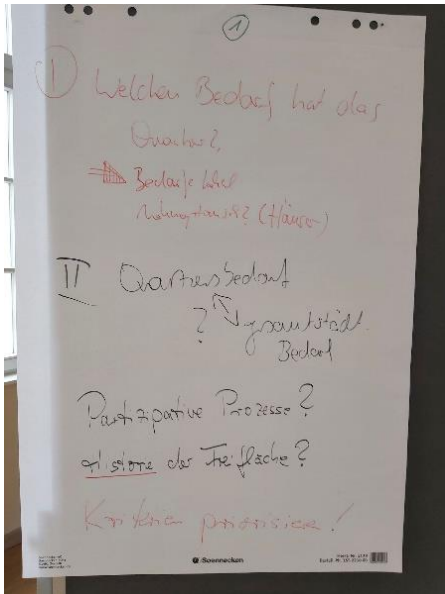 1
I Welchen Bedarf hat das
Quartier?
Bedarfe
(Häuser)
II Quartiersbedarf
? gesamtstädt.
Bedarf
Partizipative Prozesse?
Historie der Freifläche?
Kriterien priorisieren!
Soennecken